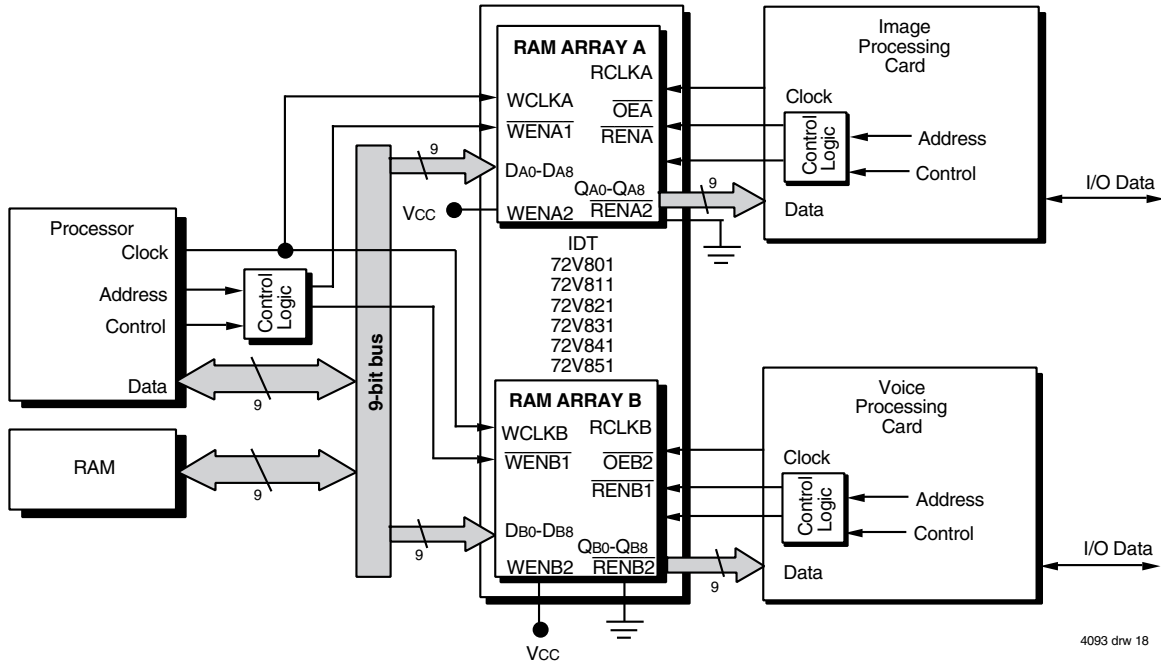 RAM ARRAY A
RCLKA
WCLKA
OEA
WENA1
RENA
9
DA0-DA8
QA0-QA8
9
VCC
WENA2
RENA2
Image
Processing
Card
Clock
Control
Logic
Address
Control
Data
I/O Data
Processor
Clock
Address
Control
Control
Logic
Data
9
9-bit bus
RAM
9
IDT
72V801
72V811
72V821
72V831
72V841
72V851
RAM ARRAY B
WCLKB
RCLKB
WENB1
OEB2
RENB1
DB0-DB8
9
QB0-QB8
WENB2
RENB2
9
VCC
Voice
Processing
Card
Clock
Control
Logic
Address
Control
Data
I/O Data
4093 drw 18